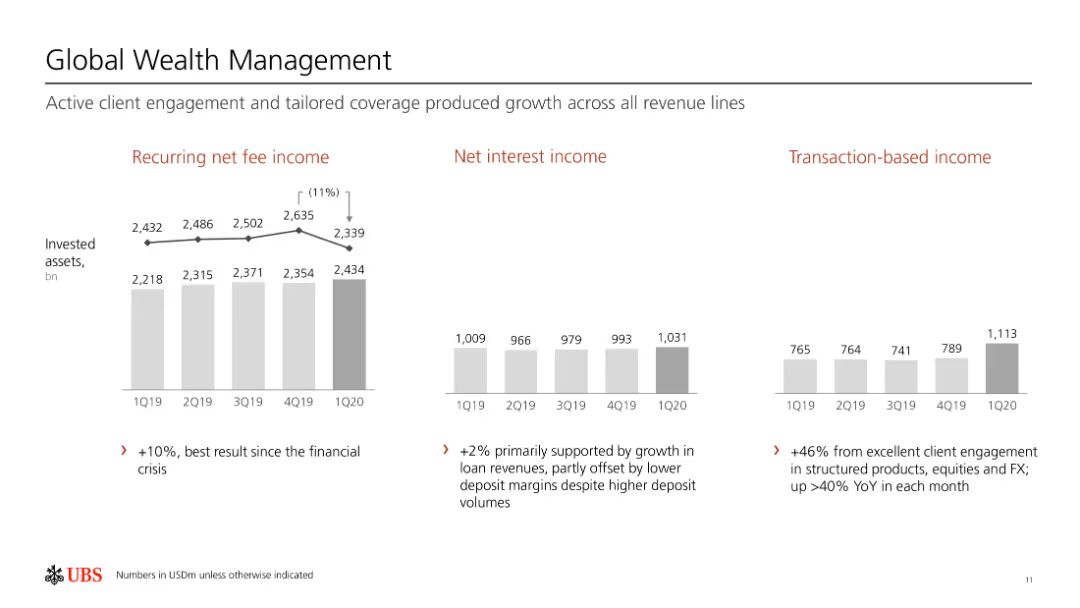 Global Wealth Management
Active client engagement and tailored coverage produced growth across all revenue lines
Recurring net fee income
(11%)
2,432 2,486 2,502 2,635 2,339
Invested
assets,
bn
2,218 2,315 2,371 2,354 2,434
1Q19 2Q19 3Q19 4Q19 1Q20
› +10%, best result since the financial
crisis
Net interest income
1,009 966 979 993 1,031
1Q19 2Q19 3Q19 4Q19 1Q20
› +2% primarily supported by growth in
loan revenues, partly offset by lower
deposit margins despite higher deposit
volumes
Transaction-based income
765 764 741 789 1,113
1Q19 2Q19 3Q19 4Q19 1Q20
› +46% from excellent client engagement
in structured products, equities and FX;
up >40% YoY in each month
UBS Numbers in USDm unless otherwise indicated
11